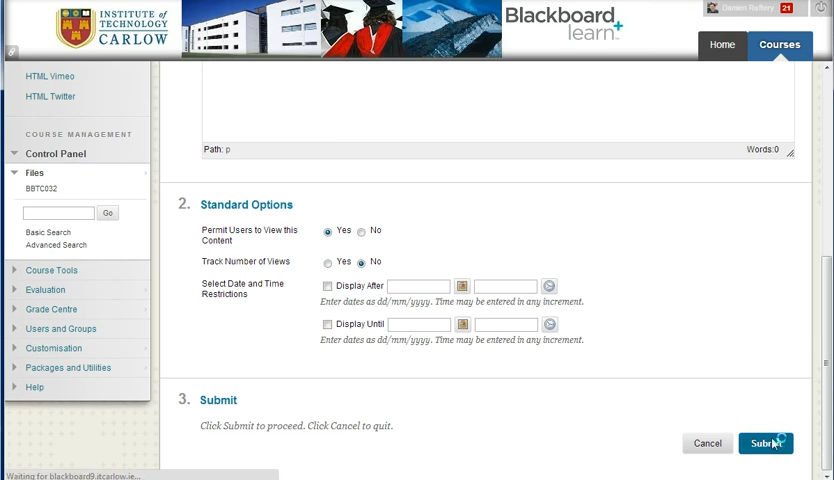 INSTITUTE of
TECHNOLOGY
CARLOW
Blackboard
learn+
Damien Raftery 21
Home
Courses
HTML Vimeo
HTML Twitter
COURSE MANAGEMENT
Control Panel
Files
BBTC032
Go
Basic Search
Advanced Search
Course Tools
Evaluation
Grade Centre
Users and Groups
Customisation
Packages and Utilities
Help
Path: p
Words:0
2. Standard Options
Permit Users to View this
Content
Yes No
Track Number of Views
Yes No
Select Date and Time
Restrictions
Display After
Enter dates as dd/mm/yyyy. Time may be entered in any increment.
Display Until
Enter dates as dd/mm/yyyy. Time may be entered in any increment.
3. Submit
Click Submit to proceed. Click Cancel to quit.
Cancel
Submit
Waiting for blackboard9.itcarlow.ie...